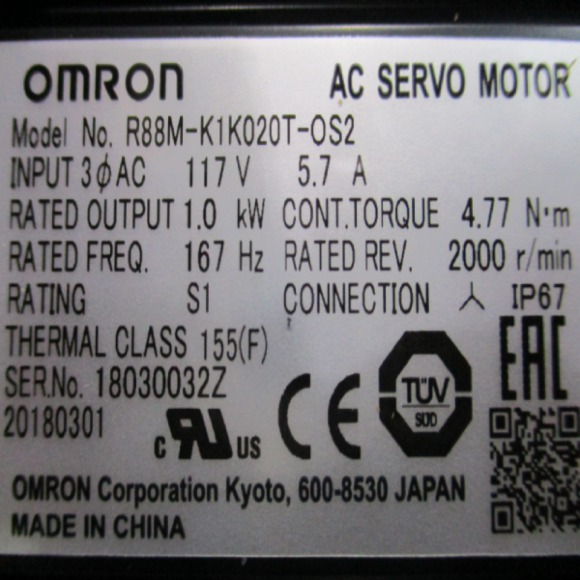 OMRON AC SERVO MOTOR
Model No. R88M-K1K020T-OS2
INPUT 3ϕAC 117 V 5.7 A
RATED OUTPUT 1.0 kW CONT.TORQUE 4.77 N·m
RATED FREQ. 167 Hz RATED REV. 2000 r/min
RATING S1 CONNECTION IP67
THERMAL CLASS 155(F)
SER.No. 18030032Z
20180301
c RU US CE TÜV SÜD EAC
OMRON Corporation Kyoto, 600-8530 JAPAN
MADE IN CHINA